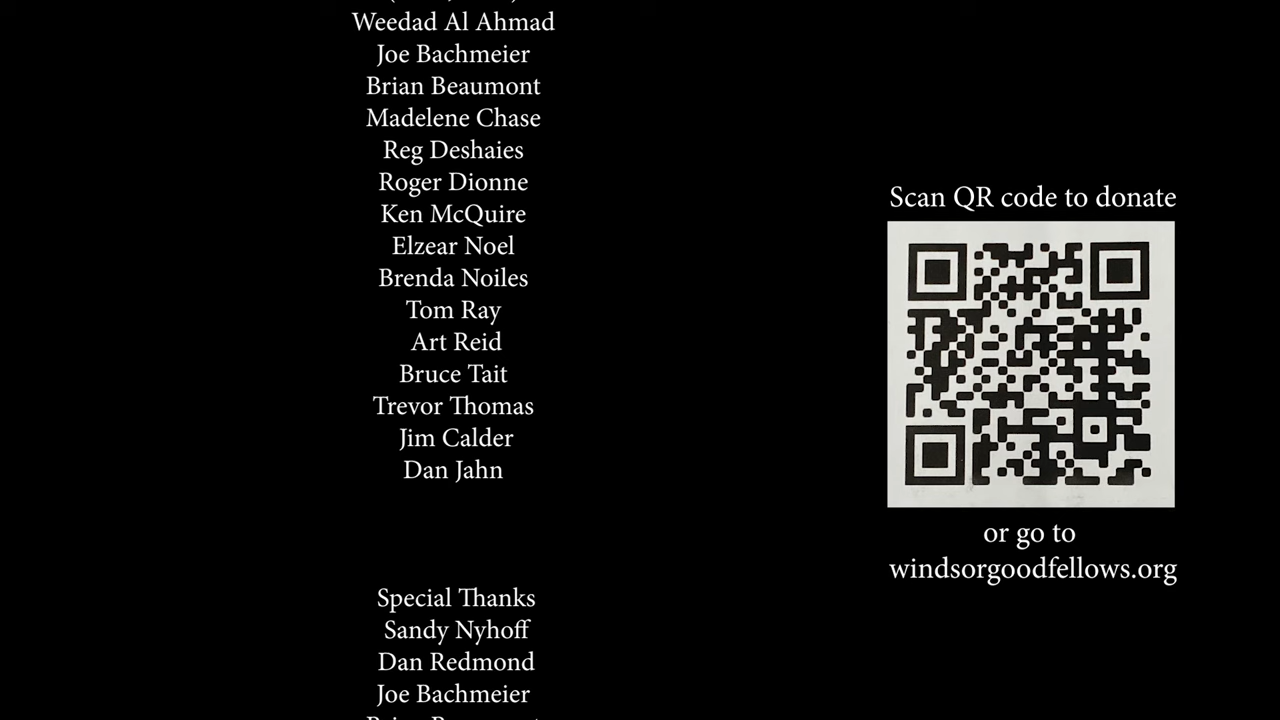 Weedad Al Ahmad
Joe Bachmeier
Brian Beaumont
Madelene Chase
Reg Deshaies
Roger Dionne
Ken McQuire
Elzear Noel
Brenda Noiles
Tom Ray
Art Reid
Bruce Tait
Trevor Thomas
Jim Calder
Dan Jahn
Special Thanks
Sandy Nyhoff
Dan Redmond
Joe Bachmeier
Scan QR code to donate
or go to
windsorgoodfellows.org